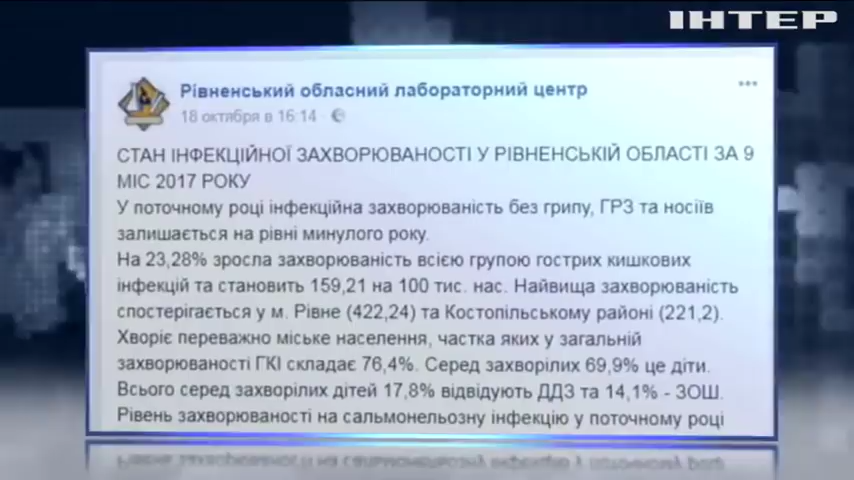 ІНТЕР
Рівненський обласний лабораторний центр
18 октября в 16:14
СТАН ІНФЕКЦІЙНОЇ ЗАХВОРЮВАНОСТІ У РІВНЕНСЬКІЙ ОБЛАСТІ ЗА 9
МІС 2017 РОКУ
У поточному році інфекційна захворюваність без грипу, ГРЗ та носіїв
залишається на рівні минулого року.
На 23,28% зросла захворюваність всією групою гострих кишкових
інфекцій та становить 159,21 на 100 тис. нас. Найвища захворюваність
спостерігається у м. Рівне (422,24) та Костопільському районі (221,2).
Хворіє переважно міське населення, частка яких у загальній
захворюваності ГКІ складає 76,4%. Серед захворілих 69,9% це діти.
Всього серед захворілих дітей 17,8% відвідують ДДЗ та 14,1% - ЗОШ.
Рівень захворюваності на сальмонельозну інфекцію у поточному році